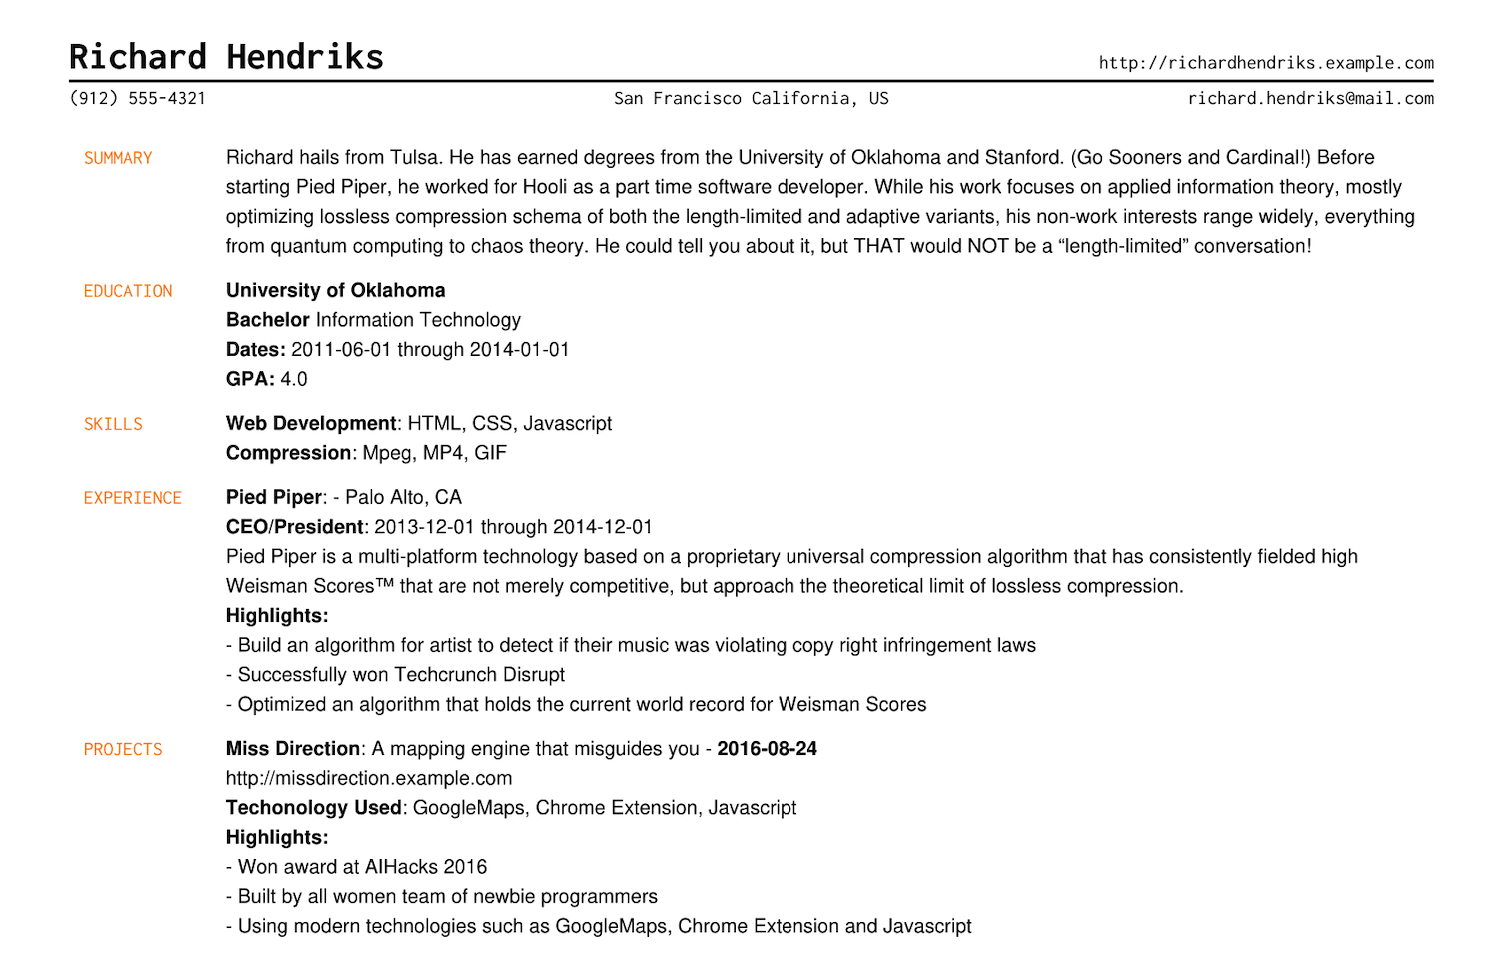 Richard Hendriks
http://richardhendriks.example.com
(912) 555-4321
San Francisco California, US
richard.hendriks@mail.com
SUMMARY
Richard hails from Tulsa. He has earned degrees from the University of Oklahoma and Stanford. (Go Sooners and Cardinal!) Before
starting Pied Piper, he worked for Hooli as a part time software developer. While his work focuses on applied information theory, mostly
optimizing lossless compression schema of both the length-limited and adaptive variants, his non-work interests range widely, everything
from quantum computing to chaos theory. He could tell you about it, but THAT would NOT be a “length-limited” conversation!
EDUCATION
University of Oklahoma
Bachelor Information Technology
Dates: 2011-06-01 through 2014-01-01
GPA: 4.0
SKILLS
Web Development: HTML, CSS, Javascript
Compression: Mpeg, MP4, GIF
EXPERIENCE
Pied Piper: - Palo Alto, CA
CEO/President: 2013-12-01 through 2014-12-01
Pied Piper is a multi-platform technology based on a proprietary universal compression algorithm that has consistently fielded high
Weisman Scores™ that are not merely competitive, but approach the theoretical limit of lossless compression.
Highlights:
- Build an algorithm for artist to detect if their music was violating copy right infringement laws
- Successfully won Techcrunch Disrupt
- Optimized an algorithm that holds the current world record for Weisman Scores
PROJECTS
Miss Direction: A mapping engine that misguides you - 2016-08-24
http://missdirection.example.com
Techonology Used: GoogleMaps, Chrome Extension, Javascript
Highlights:
- Won award at AIHacks 2016
- Built by all women team of newbie programmers
- Using modern technologies such as GoogleMaps, Chrome Extension and Javascript